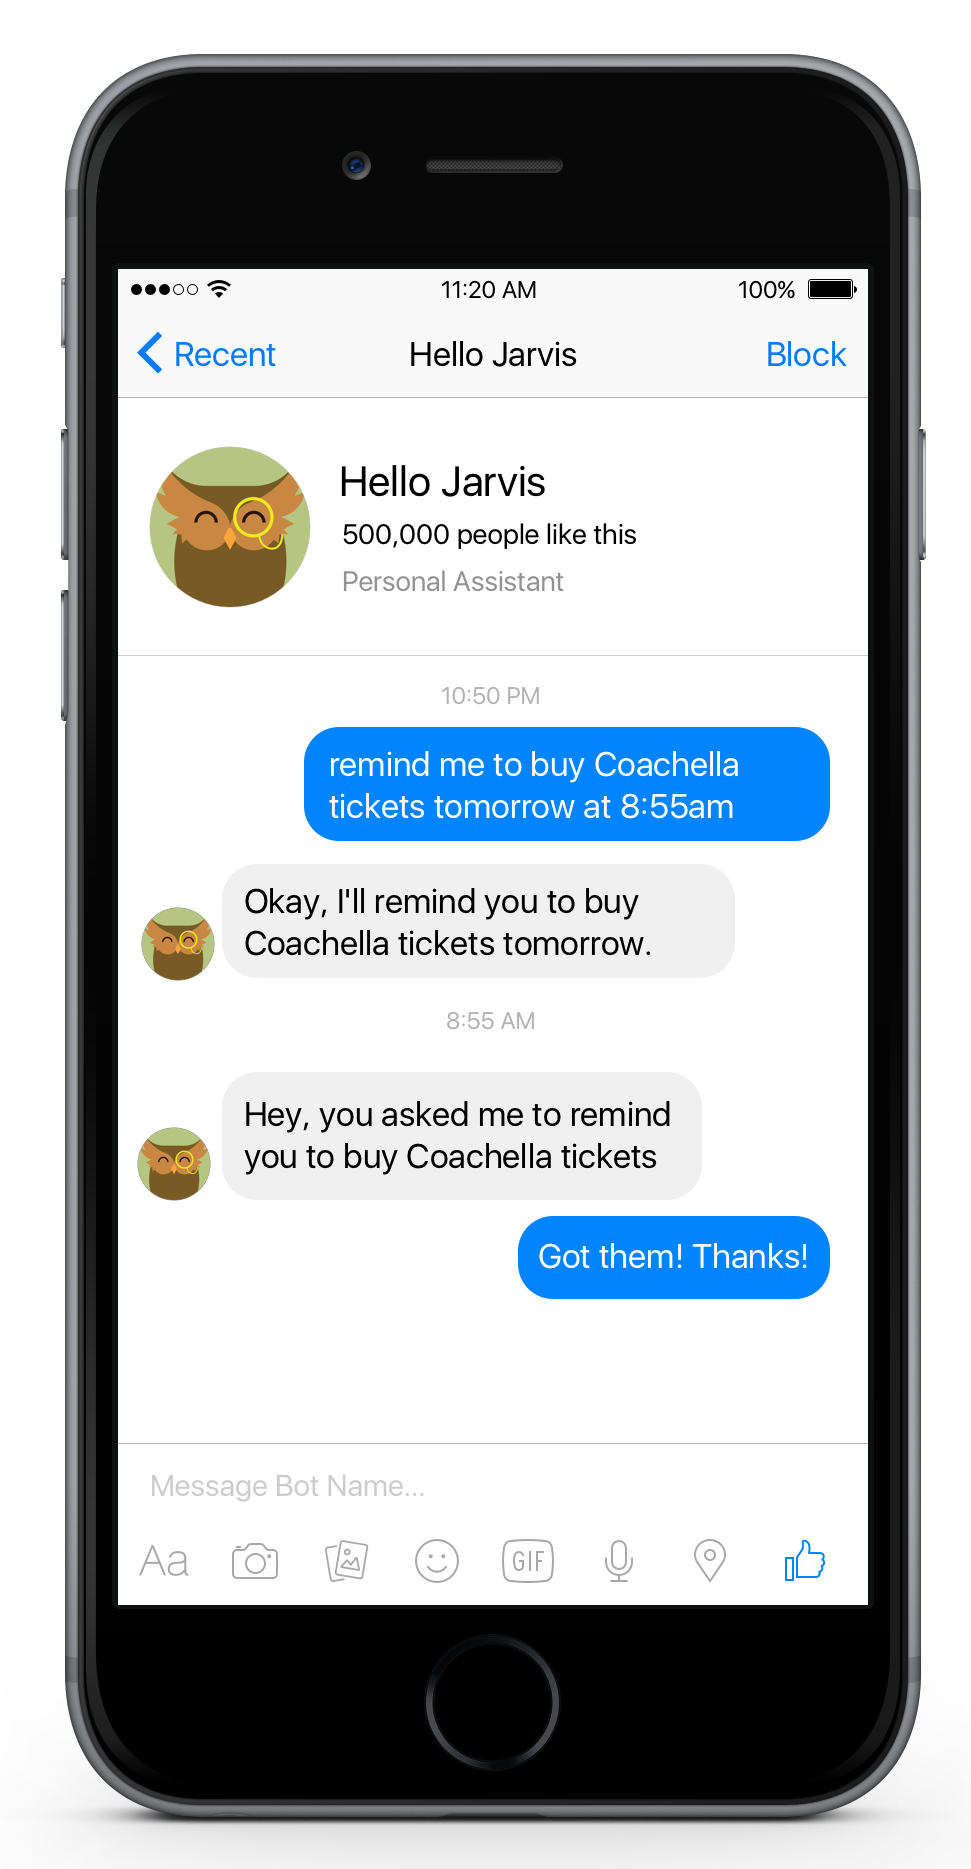 11:20 AM
100%
Recent
Hello Jarvis
Block
Hello Jarvis
500,000 people like this
Personal Assistant
10:50 PM
remind me to buy Coachella
tickets tomorrow at 8:55am
Okay, I'll remind you to buy
Coachella tickets tomorrow.
8:55 AM
Hey, you asked me to remind
you to buy Coachella tickets
Got them! Thanks!
Message Bot Name...
Aa
GIF